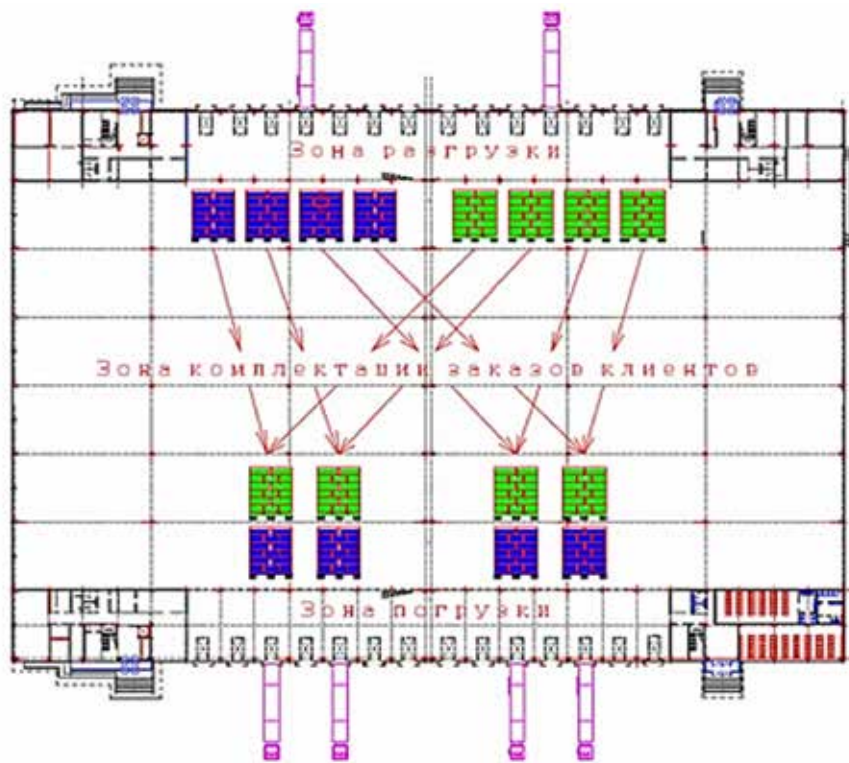 Зона разгрузки
Зона комплектации заказов клиентов
Зона погрузки